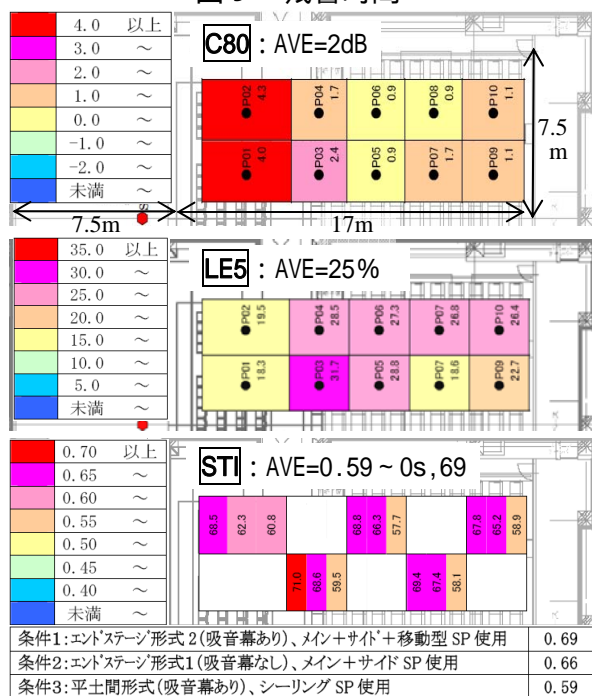 4.0 以上
3.0 ～
2.0 ～
1.0 ～
0.0 ～
-1.0 ～
-2.0 ～
未満 ～
C80：AVE=2dB
P02 4.3
P04 1.7
P06 0.9
P08 0.9
P10 1.1
P01 4.0
P03 2.4
P05 0.9
P07 1.7
P09 1.1
7.5
m
7.5m
17m
35.0 以上
30.0 ～
25.0 ～
20.0 ～
15.0 ～
10.0 ～
5.0 ～
未満 ～
LE5：AVE=25%
P02 19.5
P04 28.5
P06 27.3
P07 26.8
P10 26.4
P01 18.3
P03 31.7
P05 28.8
P07 18.6
P09 22.7
0.70 以上
0.65 ～
0.60 ～
0.55 ～
0.50 ～
0.45 ～
0.40 ～
未満 ～
STI：AVE=0.59～0s,69
68.5 62.3 60.8
68.8 66.3 57.7
67.8 65.2 58.9
71.0 68.6 59.5
69.4 67.4 58.1
条件1:エンドステージ形式2(吸音幕あり)、メイン+サイド+移動型SP使用 0.69
条件2:エンドステージ形式1(吸音幕なし)、メイン+サイドSP使用 0.66
条件3:平土間形式(吸音幕あり)、シーリングSP使用 0.59